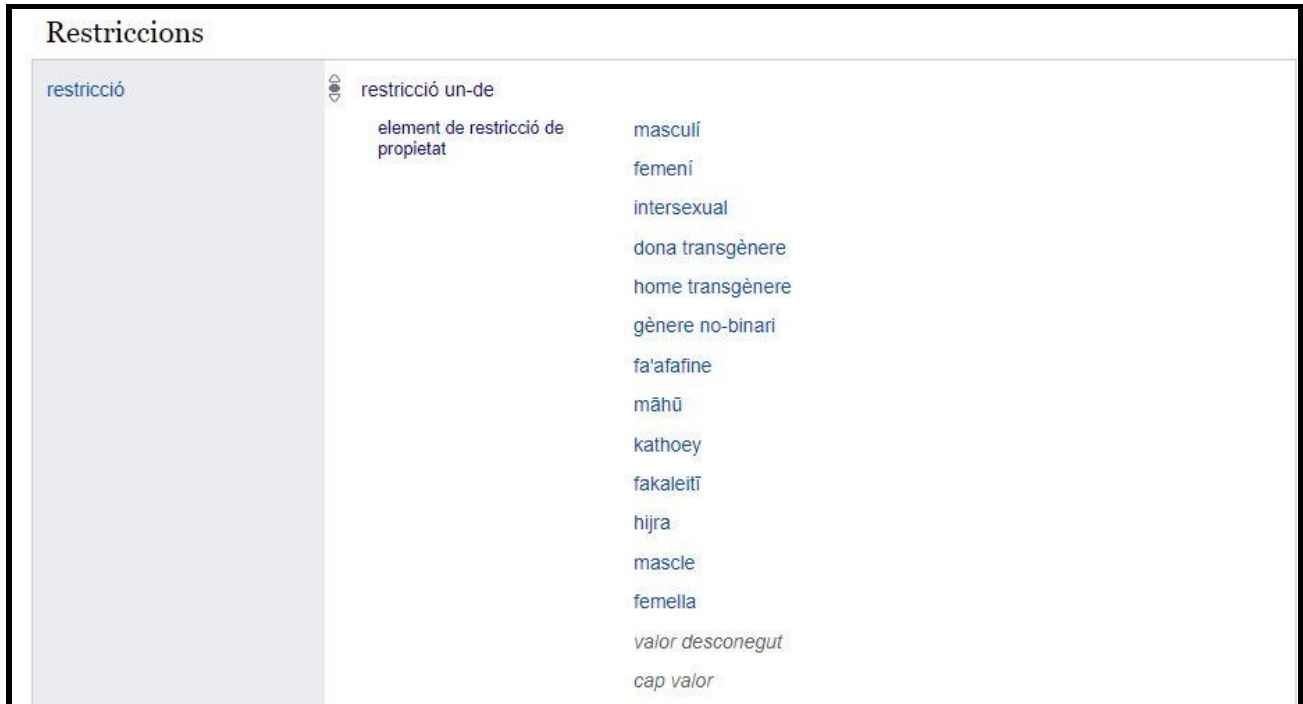 Restriccions
restricció
restricció un-de
element de restricció de
propietat
masculí
femení
intersexual
dona transgènere
home transgènere
gènere no-binari
fa'afafine
māhū
kathoey
fakaleitī
hijra
mascle
femella
valor desconegut
cap valor